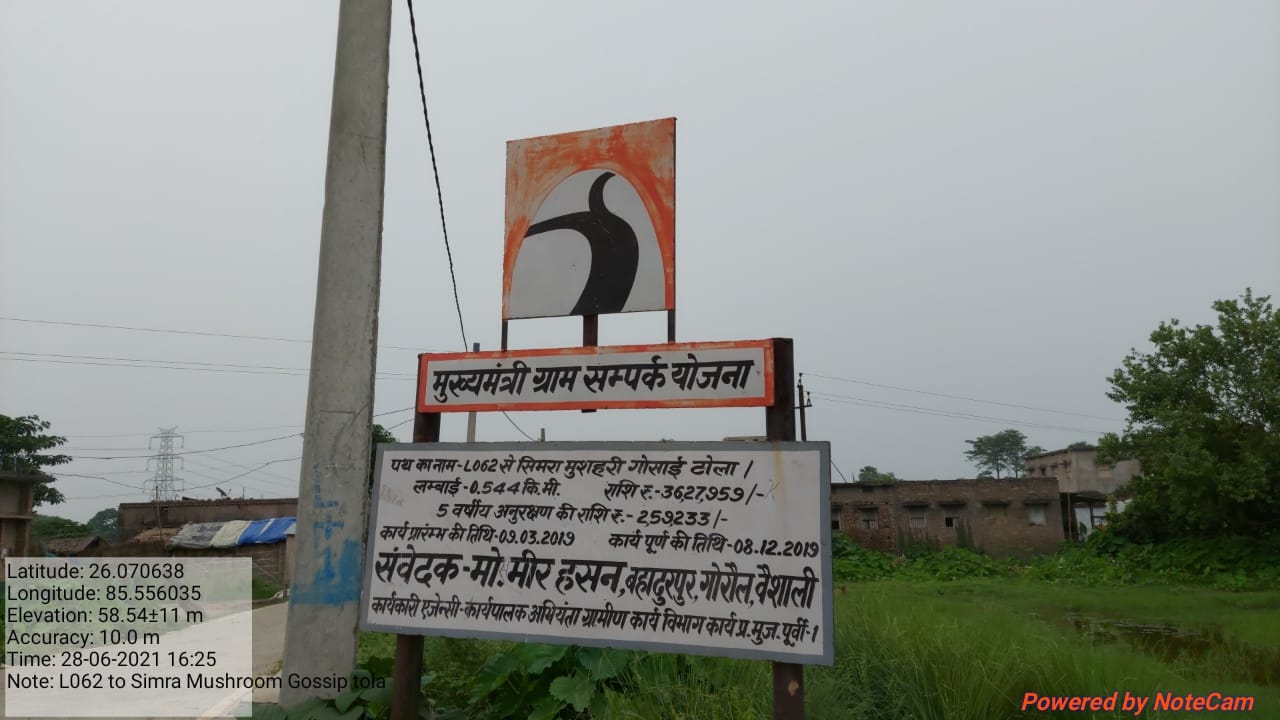 मुख्यमंत्री ग्राम सम्पर्क योजना
पथ का नाम-L062 से सिमरा मुशहरी गोसाई टोला।
लम्बाई-0.544 कि.मी. राशि रु.-3627959/-
5 वर्षीय अनुरक्षण की राशि रु.- 259233/-
कार्य प्रारंम्भ की तिथि-09.03.2019 कार्य पूर्ण की तिथि-08.12.2019
संवेदक-मो.मीर हसन,बहादुरपुर,गोरौल,वैशाली
कार्यकारी एजेन्सी-कार्यपालक अभियंता ग्रामीण कार्य विभाग कार्य प्र.मुज.पूर्वी-1
Latitude: 26.070638
Longitude: 85.556035
Elevation: 58.54±11 m
Accuracy: 10.0 m
Time: 28-06-2021 16:25
Note: L062 to Simra Mushroom Gossip tola
Powered by NoteCam